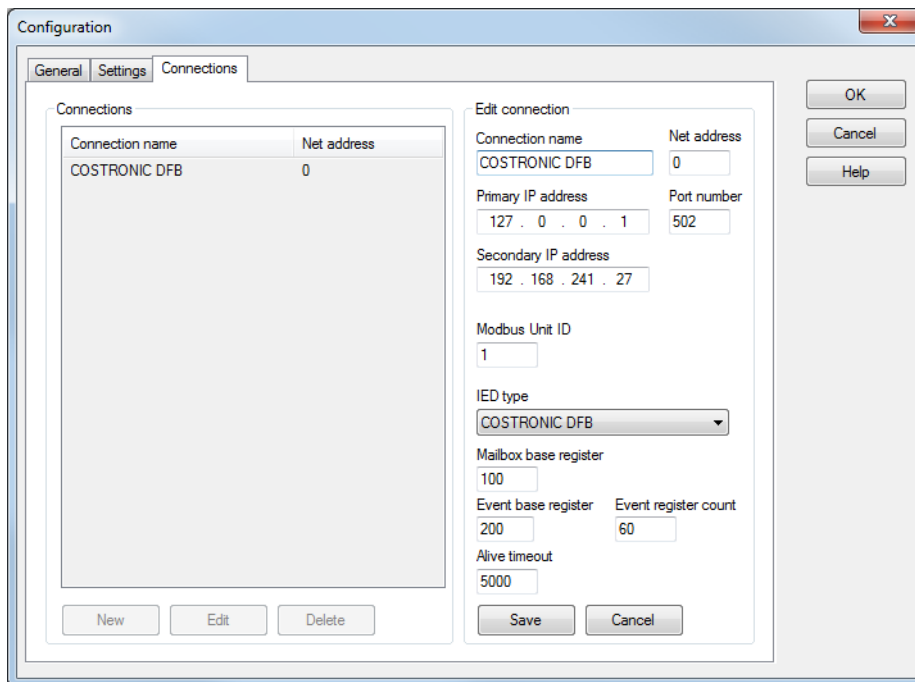 Configuration
General Settings Connections
Connections
Connection name Net address
COSTRONIC DFB 0
New Edit Delete
Edit connection
Connection name Net address
COSTRONIC DFB 0
Primary IP address Port number
127 . 0 . 0 . 1 502
Secondary IP address
192 . 168 . 241 . 27
Modbus Unit ID
1
IED type
COSTRONIC DFB
Mailbox base register
100
Event base register Event register count
200 60
Alive timeout
5000
Save Cancel
OK
Cancel
Help